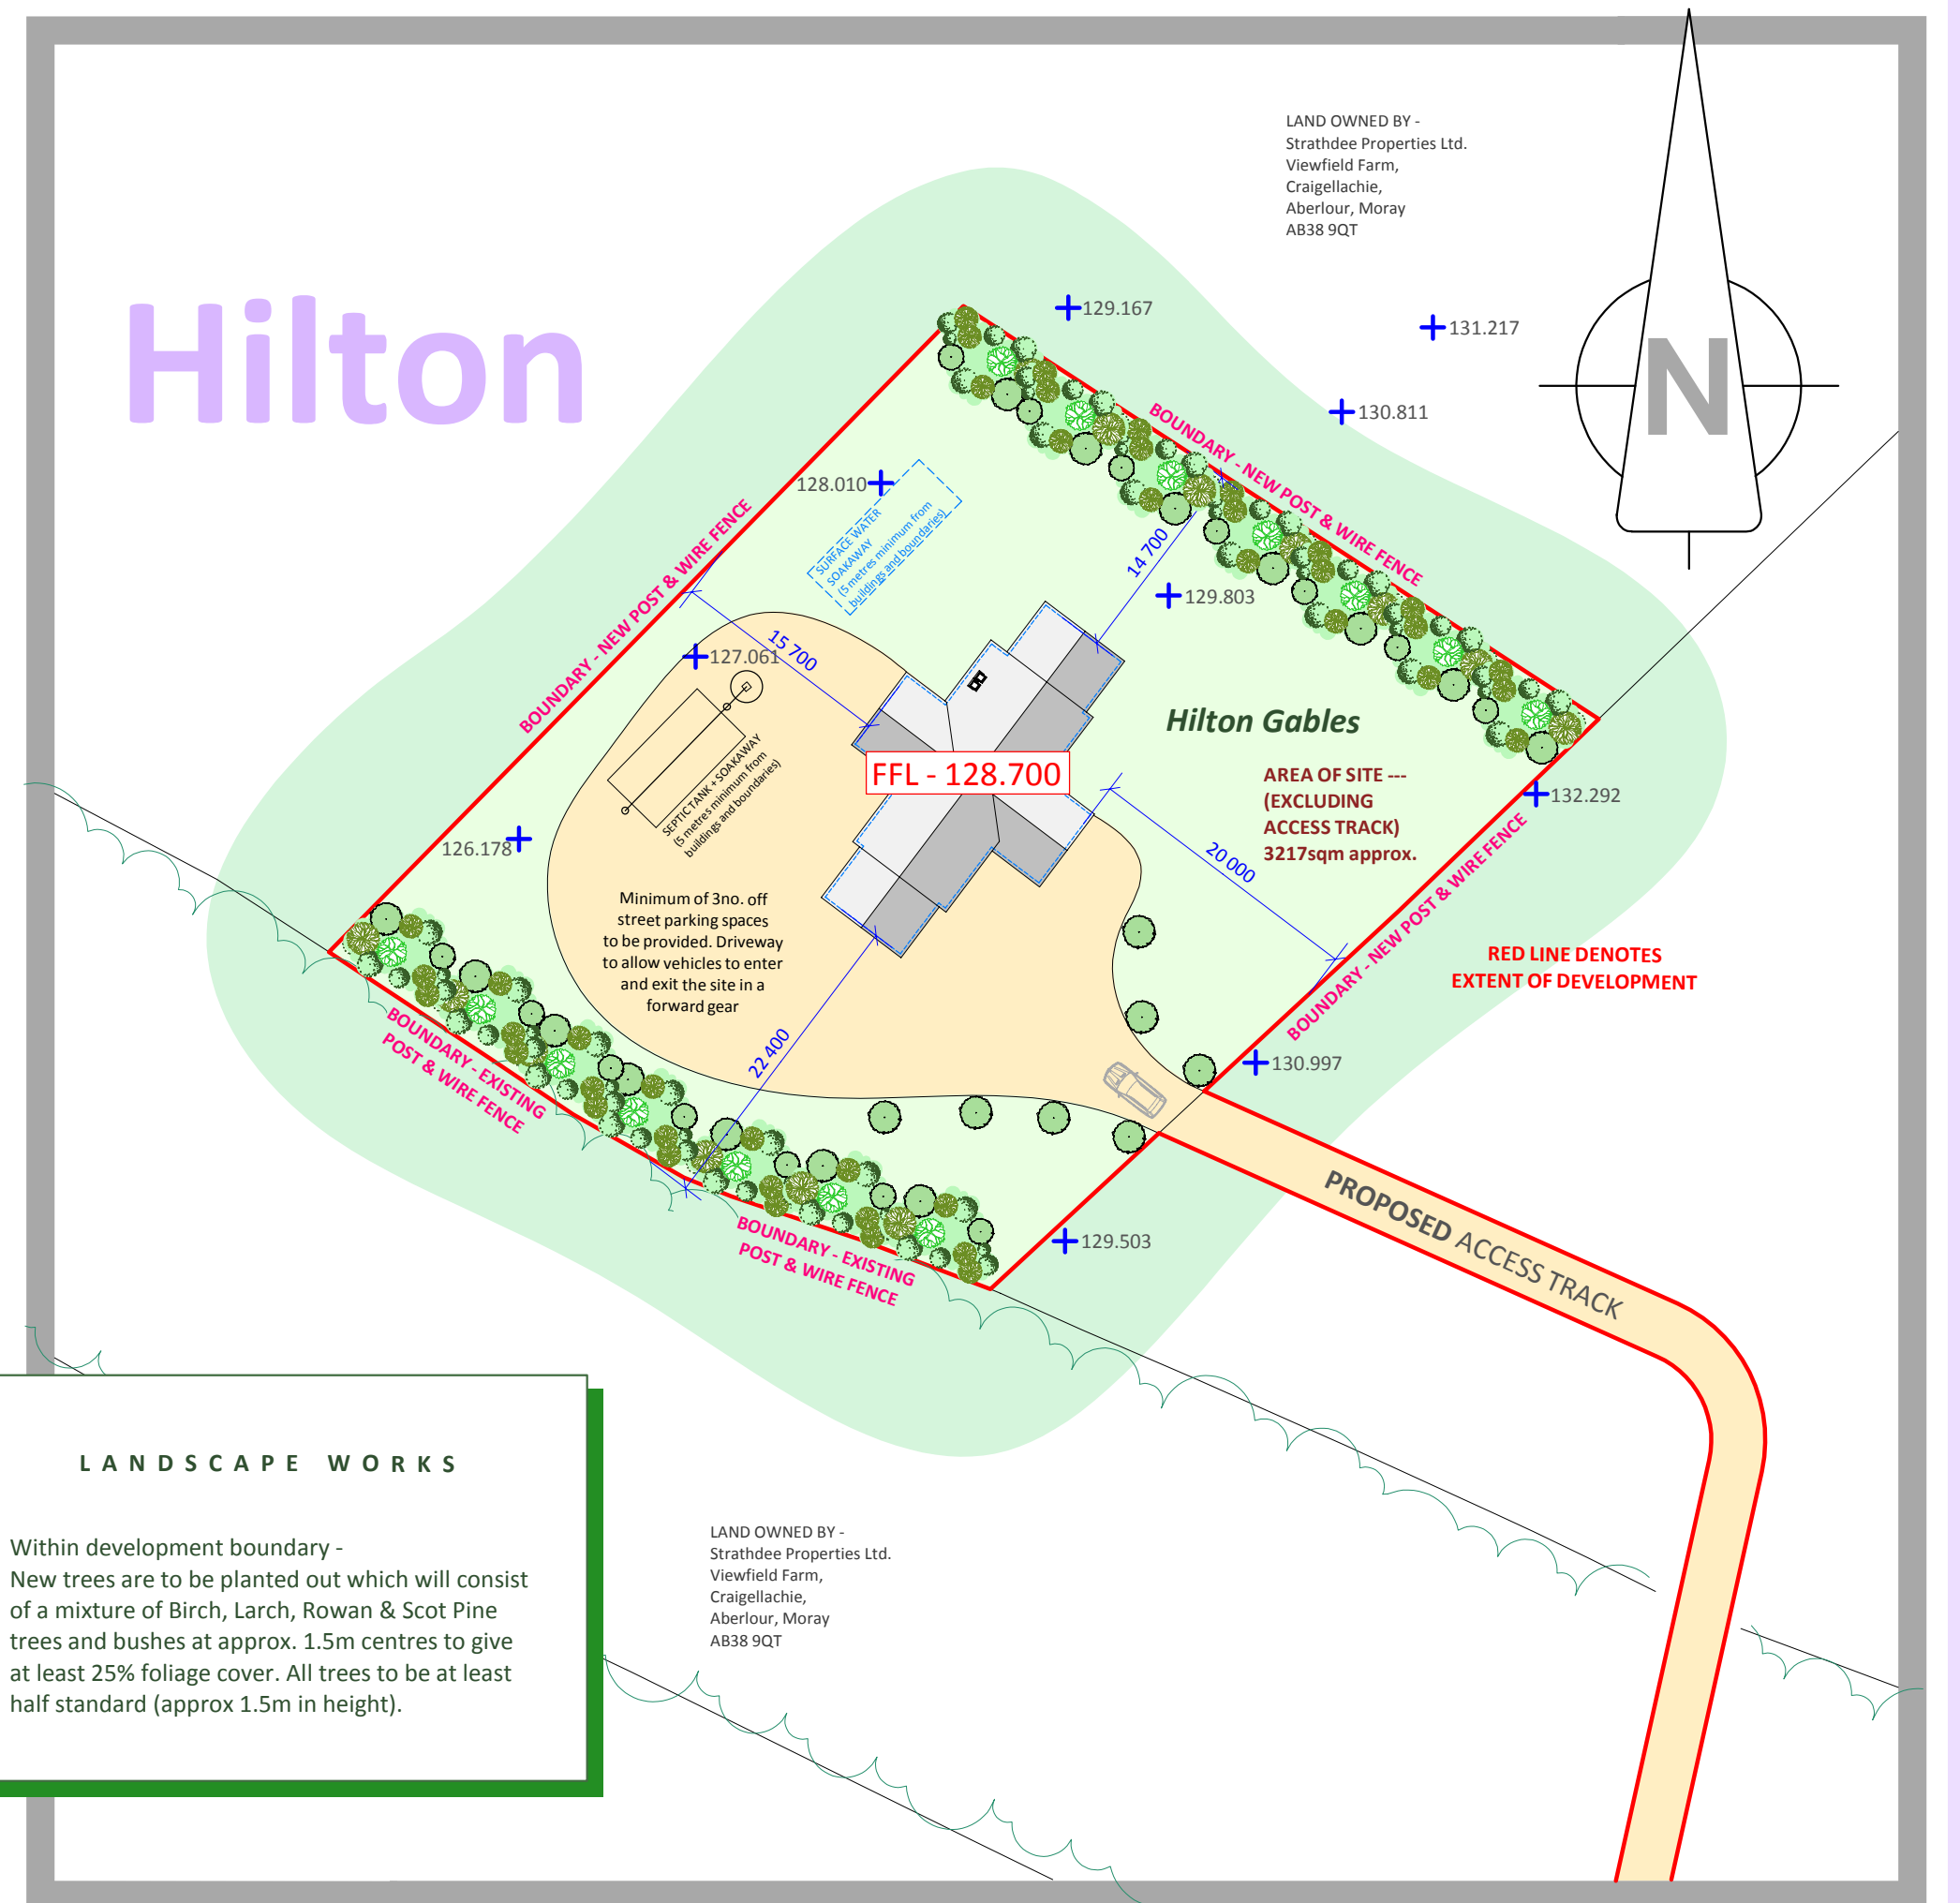 LAND OWNED BY -
Strathdee Properties Ltd.
Viewfield Farm,
Craigellachie,
Aberlour, Moray
AB38 9QT
N
Hilton
129.167
131.217
130.811
BOUNDARY - NEW POST & WIRE FENCE
128.010
SURFACE WATER
SOAKAWAY
(5 metres minimum from
buildings and boundaries)
BOUNDARY - NEW POST & WIRE FENCE
14 700
129.803
15 700
127.061
SEPTIC TANK + SOAKAWAY
(5 metres minimum from
buildings and boundaries)
Hilton Gables
FFL - 128.700
AREA OF SITE ---
(EXCLUDING
ACCESS TRACK)
3217sqm approx.
132.292
126.178
20 000
BOUNDARY - NEW POST & WIRE FENCE
Minimum of 3no. off
street parking spaces
to be provided. Driveway
to allow vehicles to enter
and exit the site in a
forward gear
RED LINE DENOTES
EXTENT OF DEVELOPMENT
BOUNDARY - EXISTING
POST & WIRE FENCE
22 400
130.997
129.503
BOUNDARY - EXISTING
POST & WIRE FENCE
PROPOSED ACCESS TRACK
LANDSCAPE WORKS
Within development boundary -
New trees are to be planted out which will consist
of a mixture of Birch, Larch, Rowan & Scot Pine
trees and bushes at approx. 1.5m centres to give
at least 25% foliage cover. All trees to be at least
half standard (approx 1.5m in height).
LAND OWNED BY -
Strathdee Properties Ltd.
Viewfield Farm,
Craigellachie,
Aberlour, Moray
AB38 9QT